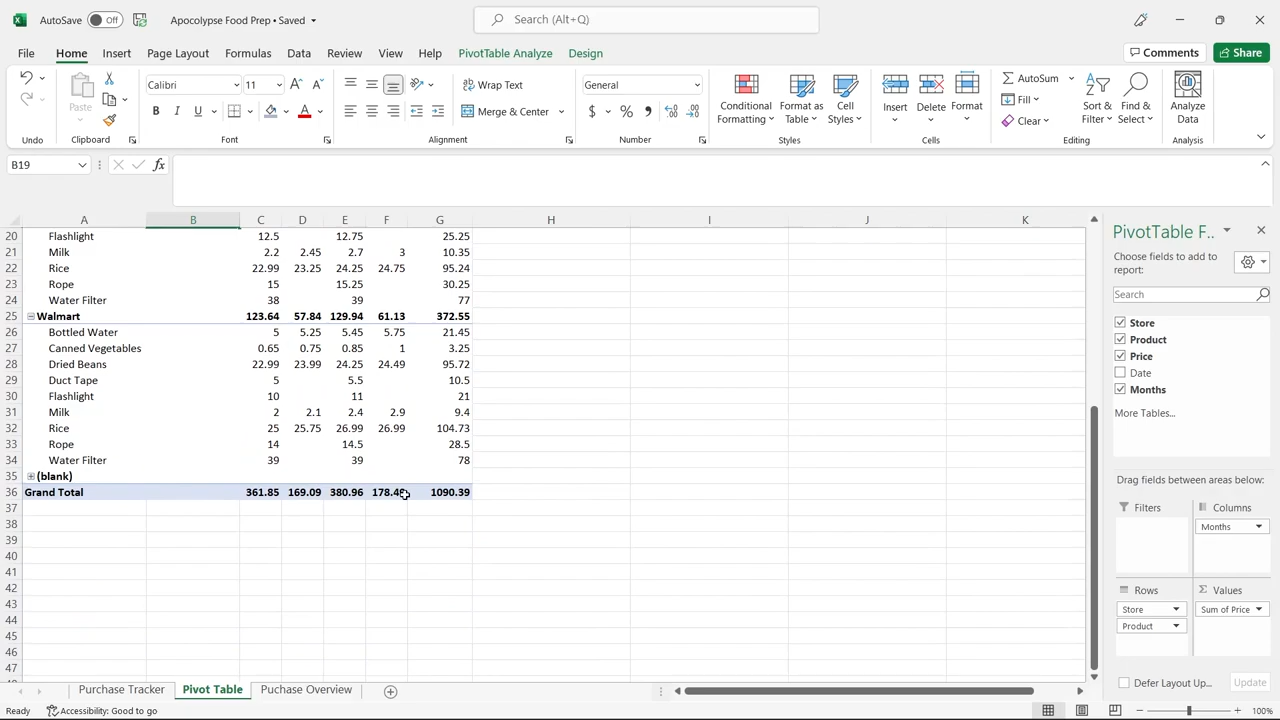 AutoSave Off Apocolypse Food Prep • Saved Search (Alt+Q)
File Home Insert Page Layout Formulas Data Review View Help PivotTable Analyze Design Comments Share
Calibri 11 Wrap Text General AutoSum
Paste B I U Merge & Center $ % Conditional Formatting Format as Table Cell Styles Insert Delete Format Fill Clear Sort & Filter Find & Select Analyze Data
Undo Clipboard Font Alignment Number Styles Cells Editing Analysis
B19 fx
A B C D E F G H I J K
20 Flashlight 12.5 12.75 25.25
21 Milk 2.2 2.45 2.7 3 10.35
22 Rice 22.99 23.25 24.25 24.75 95.24
23 Rope 15 15.25 30.25
24 Water Filter 38 39 77
25 Walmart 123.64 57.84 129.94 61.13 372.55
26 Bottled Water 5 5.25 5.45 5.75 21.45
27 Canned Vegetables 0.65 0.75 0.85 1 3.25
28 Dried Beans 22.99 23.99 24.25 24.49 95.72
29 Duct Tape 5 5.5 10.5
30 Flashlight 10 11 21
31 Milk 2 2.1 2.4 2.9 9.4
32 Rice 25 25.75 26.99 26.99 104.73
33 Rope 14 14.5 28.5
34 Water Filter 39 39 78
35 (blank)
36 Grand Total 361.85 169.09 380.96 1090.39
37
38
39
40
41
42
43
44
45
46
47
PivotTable F..
Choose fields to add to
report:
Search
Store
Product
Price
Date
Months
More Tables...
Drag fields between areas below:
Filters Columns
Months
Rows Values
Store Sum of Price
Product
Defer Layout Up... Update
Purchase Tracker Pivot Table Puchase Overview
Ready Accessibility: Good to go 100%